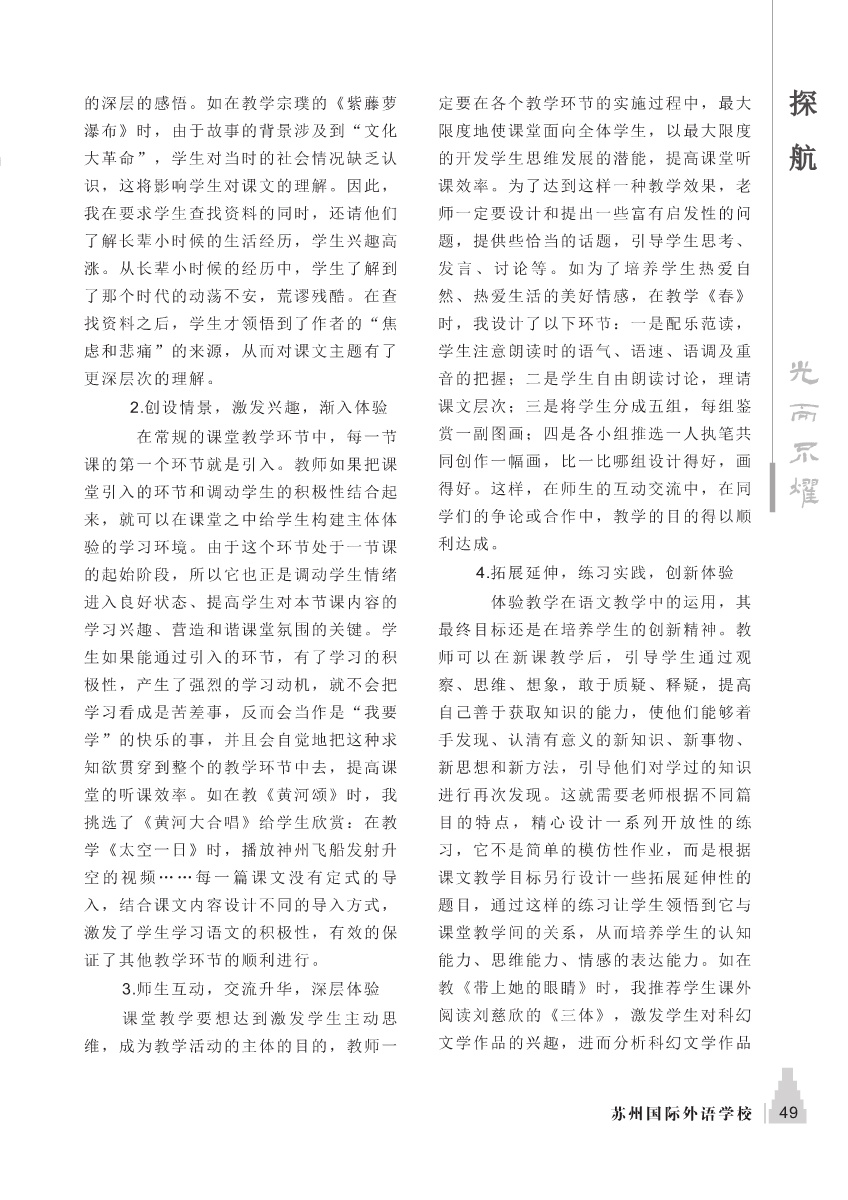 的深层的感悟。如在教学宗璞的《紫藤萝
瀑布》时，由于故事的背景涉及到“文化
大革命”，学生对当时的社会情况缺乏认
识，这将影响学生对课文的理解。因此，
我在要求学生查找资料的同时，还请他们
了解长辈小时候的生活经历，学生兴趣高
涨。从长辈小时候的经历中，学生了解到
了那个时代的动荡不安，荒谬残酷。在查
找资料之后，学生才领悟到了作者的“焦
虑和悲痛”的来源，从而对课文主题有了
更深层次的理解。
2.创设情景，激发兴趣，渐入体验
在常规的课堂教学环节中，每一节
课的第一个环节就是引入。教师如果把课
堂引入的环节和调动学生的积极性结合起
来，就可以在课堂之中给学生构建主体体
验的学习环境。由于这个环节处于一节课
的起始阶段，所以它也正是调动学生情绪
进入良好状态、提高学生对本节课内容的
学习兴趣、营造和谐课堂氛围的关键。学
生如果能通过引入的环节，有了学习的积
极性，产生了强烈的学习动机，就不会把
学习看成是苦差事，反而会当作是“我要
学”的快乐的事，并且会自觉地把这种求
知欲贯穿到整个的教学环节中去，提高课
堂的听课效率。如在教《黄河颂》时，我
挑选了《黄河大合唱》给学生欣赏：在教
学《太空一日》时，播放神州飞船发射升
空的视频……每一篇课文没有定式的导
入，结合课文内容设计不同的导入方式，
激发了学生学习语文的积极性，有效的保
证了其他教学环节的顺利进行。
3.师生互动，交流升华，深层体验
课堂教学要想达到激发学生主动思
维，成为教学活动的主体的目的，教师一
定要在各个教学环节的实施过程中，最大
限度地使课堂面向全体学生，以最大限度
的开发学生思维发展的潜能，提高课堂听
课效率。为了达到这样一种教学效果，老
师一定要设计和提出一些富有启发性的问
题，提供些恰当的话题，引导学生思考、
发言、讨论等。如为了培养学生热爱自
然、热爱生活的美好情感，在教学《春》
时，我设计了以下环节：一是配乐范读，
学生注意朗读时的语气、语速、语调及重
音的把握；二是学生自由朗读讨论，理请
课文层次；三是将学生分成五组，每组鉴
赏一副图画；四是各小组推选一人执笔共
同创作一幅画，比一比哪组设计得好，画
得好。这样，在师生的互动交流中，在同
学们的争论或合作中，教学的目的得以顺
利达成。
4.拓展延伸，练习实践，创新体验
体验教学在语文教学中的运用，其
最终目标还是在培养学生的创新精神。教
师可以在新课教学后，引导学生通过观
察、思维、想象，敢于质疑、释疑，提高
自己善于获取知识的能力，使他们能够着
手发现、认清有意义的新知识、新事物、
新思想和新方法，引导他们对学过的知识
进行再次发现。这就需要老师根据不同篇
目的特点，精心设计一系列开放性的练
习，它不是简单的模仿性作业，而是根据
课文教学目标另行设计一些拓展延伸性的
题目，通过这样的练习让学生领悟到它与
课堂教学间的关系，从而培养学生的认知
能力、思维能力、情感的表达能力。如在
教《带上她的眼睛》时，我推荐学生课外
阅读刘慈欣的《三体》，激发学生对科幻
文学作品的兴趣，进而分析科幻文学作品
探航
光而不耀
苏州国际外语学校 49